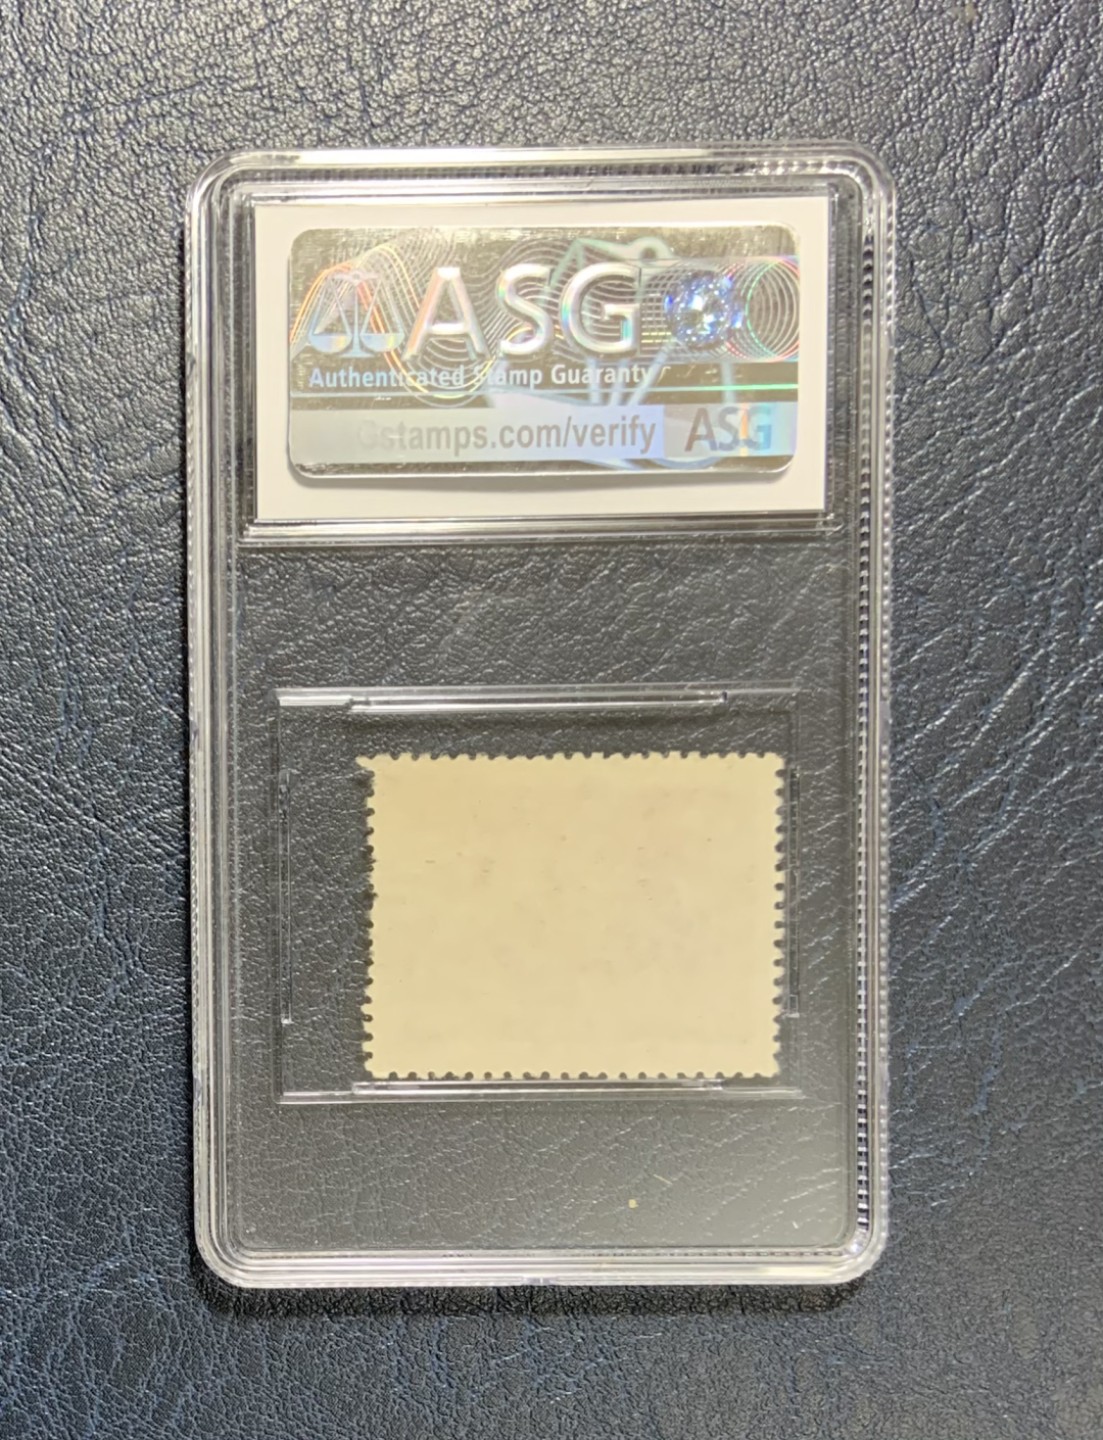 ASG
Authenticated Stamp Guaranty
stamps.com/verify ASG